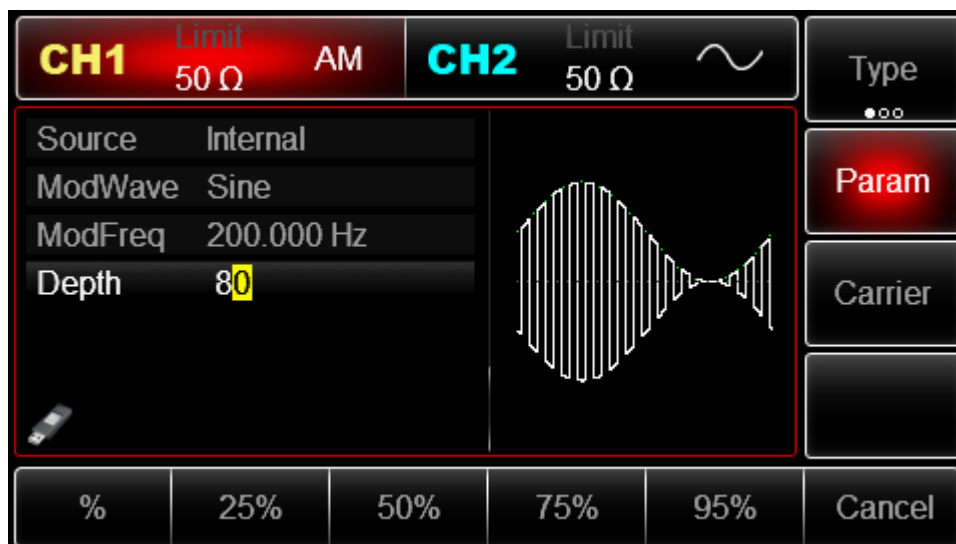 CH1 Limit 50 Ω AM CH2 Limit 50 Ω
Type
Source Internal
ModWave Sine
ModFreq 200.000 Hz
Depth 80
Param
Carrier
% 25% 50% 75% 95% Cancel